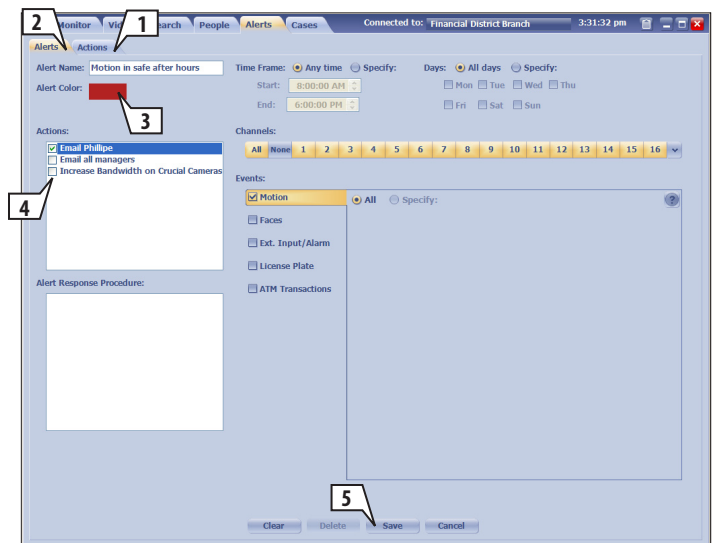 2 1
Monitor Vid earch People Alerts Cases Connected to: Financial District Branch 3:31:32 pm
Alerts Actions
Alert Name: Motion in safe after hours Time Frame: Any time Specify: Days: All days Specify:
Alert Color: Start: 8:00:00 AM Mon Tue Wed Thu
End: 6:00:00 PM Fri Sat Sun
3
Actions: Channels:
Email Phillipe All None 1 2 3 4 5 6 7 8 9 10 11 12 13 14 15 16
Email all managers
Increase Bandwidth on Crucial Cameras Events:
4
Motion All Specify: ?
Faces
Ext. Input/Alarm
License Plate
Alert Response Procedure:
ATM Transactions
5
Clear Delete Save Cancel